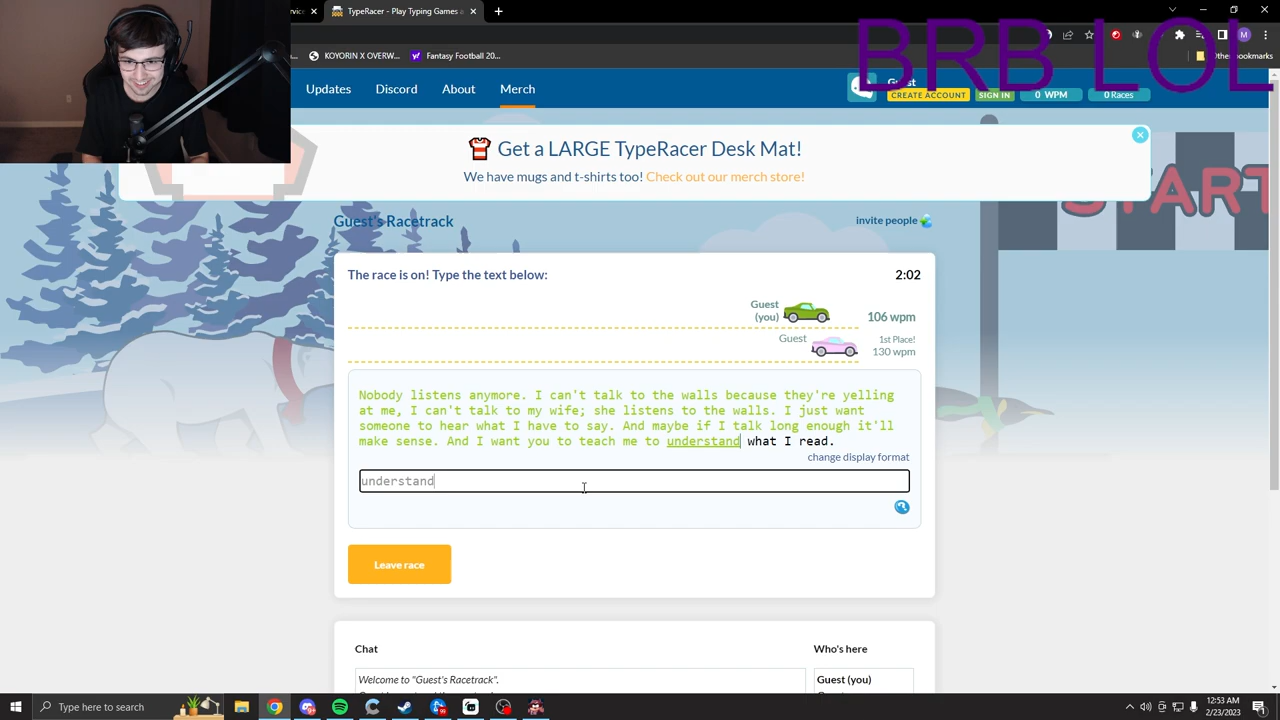 KOYORIN X OVERW...
Fantasy Football 20...
Other bookmarks
BRB LOL
Updates
Discord
About
Merch
Guest
CREATE ACCOUNT
SIGN IN
0 WPM
0 Races
Get a LARGE TypeRacer Desk Mat!
We have mugs and t-shirts too! Check out our merch store!
START
Guest's Racetrack
invite people
The race is on! Type the text below:
2:02
Guest
(you)
106 wpm
Guest
1st Place!
130 wpm
Nobody listens anymore. I can't talk to the walls because they're yelling
at me, I can't talk to my wife; she listens to the walls. I just want
someone to hear what I have to say. And maybe if I talk long enough it'll
make sense. And I want you to teach me to understand what I read.
change display format
understand
Leave race
Chat
Who's here
Welcome to "Guest's Racetrack".
Guest (you)
Type here to search
99
12:53 AM
2/23/2023